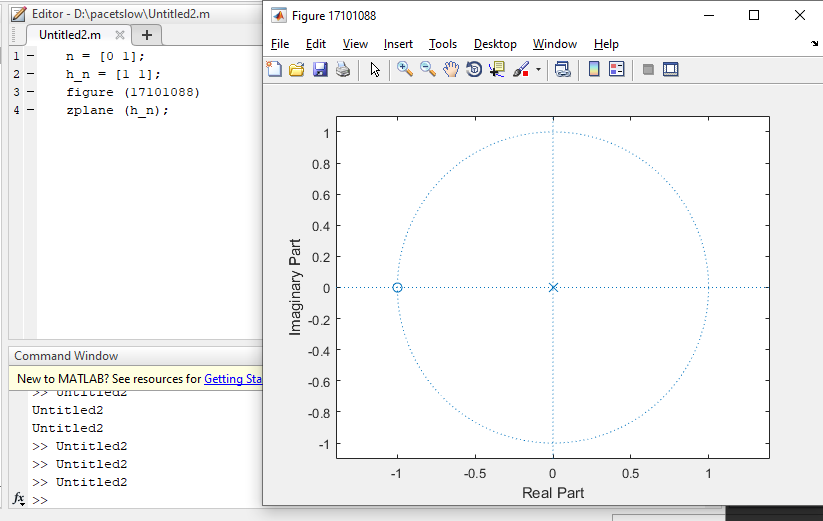 Editor - D:\pacetslow\Untitled2.m
Untitled2.m
1 n = [0 1];
2 h_n = [1 1];
3 figure (17101088)
4 zplane (h_n);
Command Window
New to MATLAB? See resources for Getting Sta
>> Untitled2
Untitled2
Untitled2
>> Untitled2
>> Untitled2
>> Untitled2
fx >>
Figure 17101088
File Edit View Insert Tools Desktop Window Help
1
0.8
0.6
0.4
0.2
0
-0.2
-0.4
-0.6
-0.8
-1
Imaginary Part
-1 -0.5 0 0.5 1
Real Part